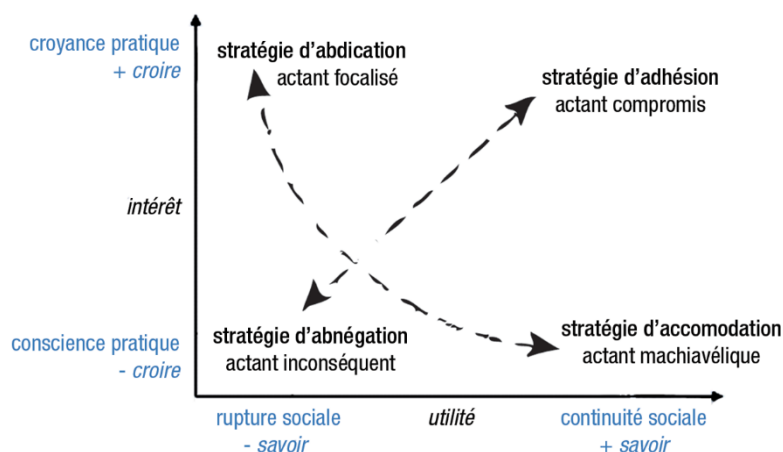 croyance pratique
+ croire
stratégie d’abdication
actant focalisé
stratégie d’adhésion
actant compromis
intérêt
conscience pratique
- croire
stratégie d’abnégation
actant inconséquent
stratégie d’accomodation
actant machiavélique
rupture sociale
- savoir
utilité
continuité sociale
+ savoir